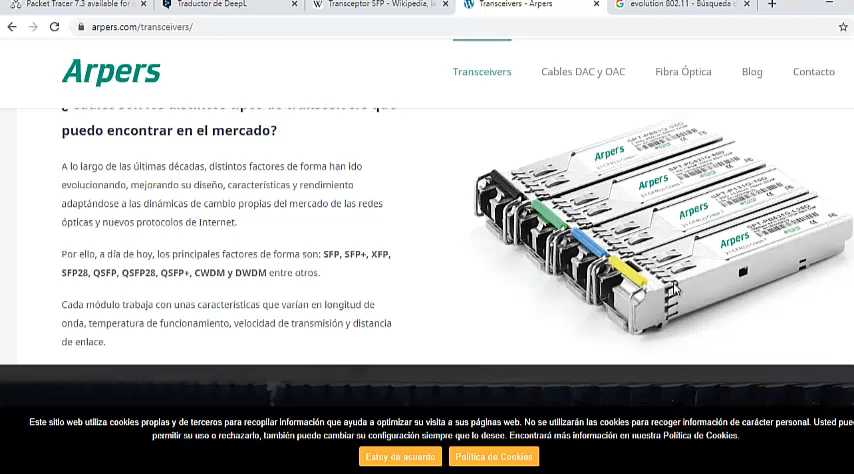 Packet Tracer 7.3 available for
Traductor de DeepL
Transceptor SFP - Wikipedia, la
Transceivers - Arpers
evolution 802.11 - Búsqueda d
arpers.com/transceivers/
Arpers
Transceivers
Cables DAC y OAC
Fibra Óptica
Blog
Contacto
puedo encontrar en el mercado?
A lo largo de las últimas décadas, distintos factores de forma han ido
evolucionando, mejorando su diseño, características y rendimiento
adaptándose a las dinámicas de cambio propias del mercado de las redes
ópticas y nuevos protocolos de Internet.
Por ello, a día de hoy, los principales factores de forma son: SFP, SFP+, XFP,
SFP28, QSFP, QSFP28, QSFP+, CWDM y DWDM entre otros.
Cada módulo trabaja con unas características que varían en longitud de
onda, temperatura de funcionamiento, velocidad de transmisión y distancia
de enlace.
Arpers
Arpers
Arpers
Arpers
Este sitio web utiliza cookies propias y de terceros para recopilar información que ayuda a optimizar su visita a sus páginas web. No se utilizarán las cookies para recoger información de carácter personal. Usted pue
permitir su uso o rechazarlo, también puede cambiar su configuración siempre que lo desee. Encontrará más información en nuestra Política de Cookies.
Estoy de acuerdo
Política de Cookies